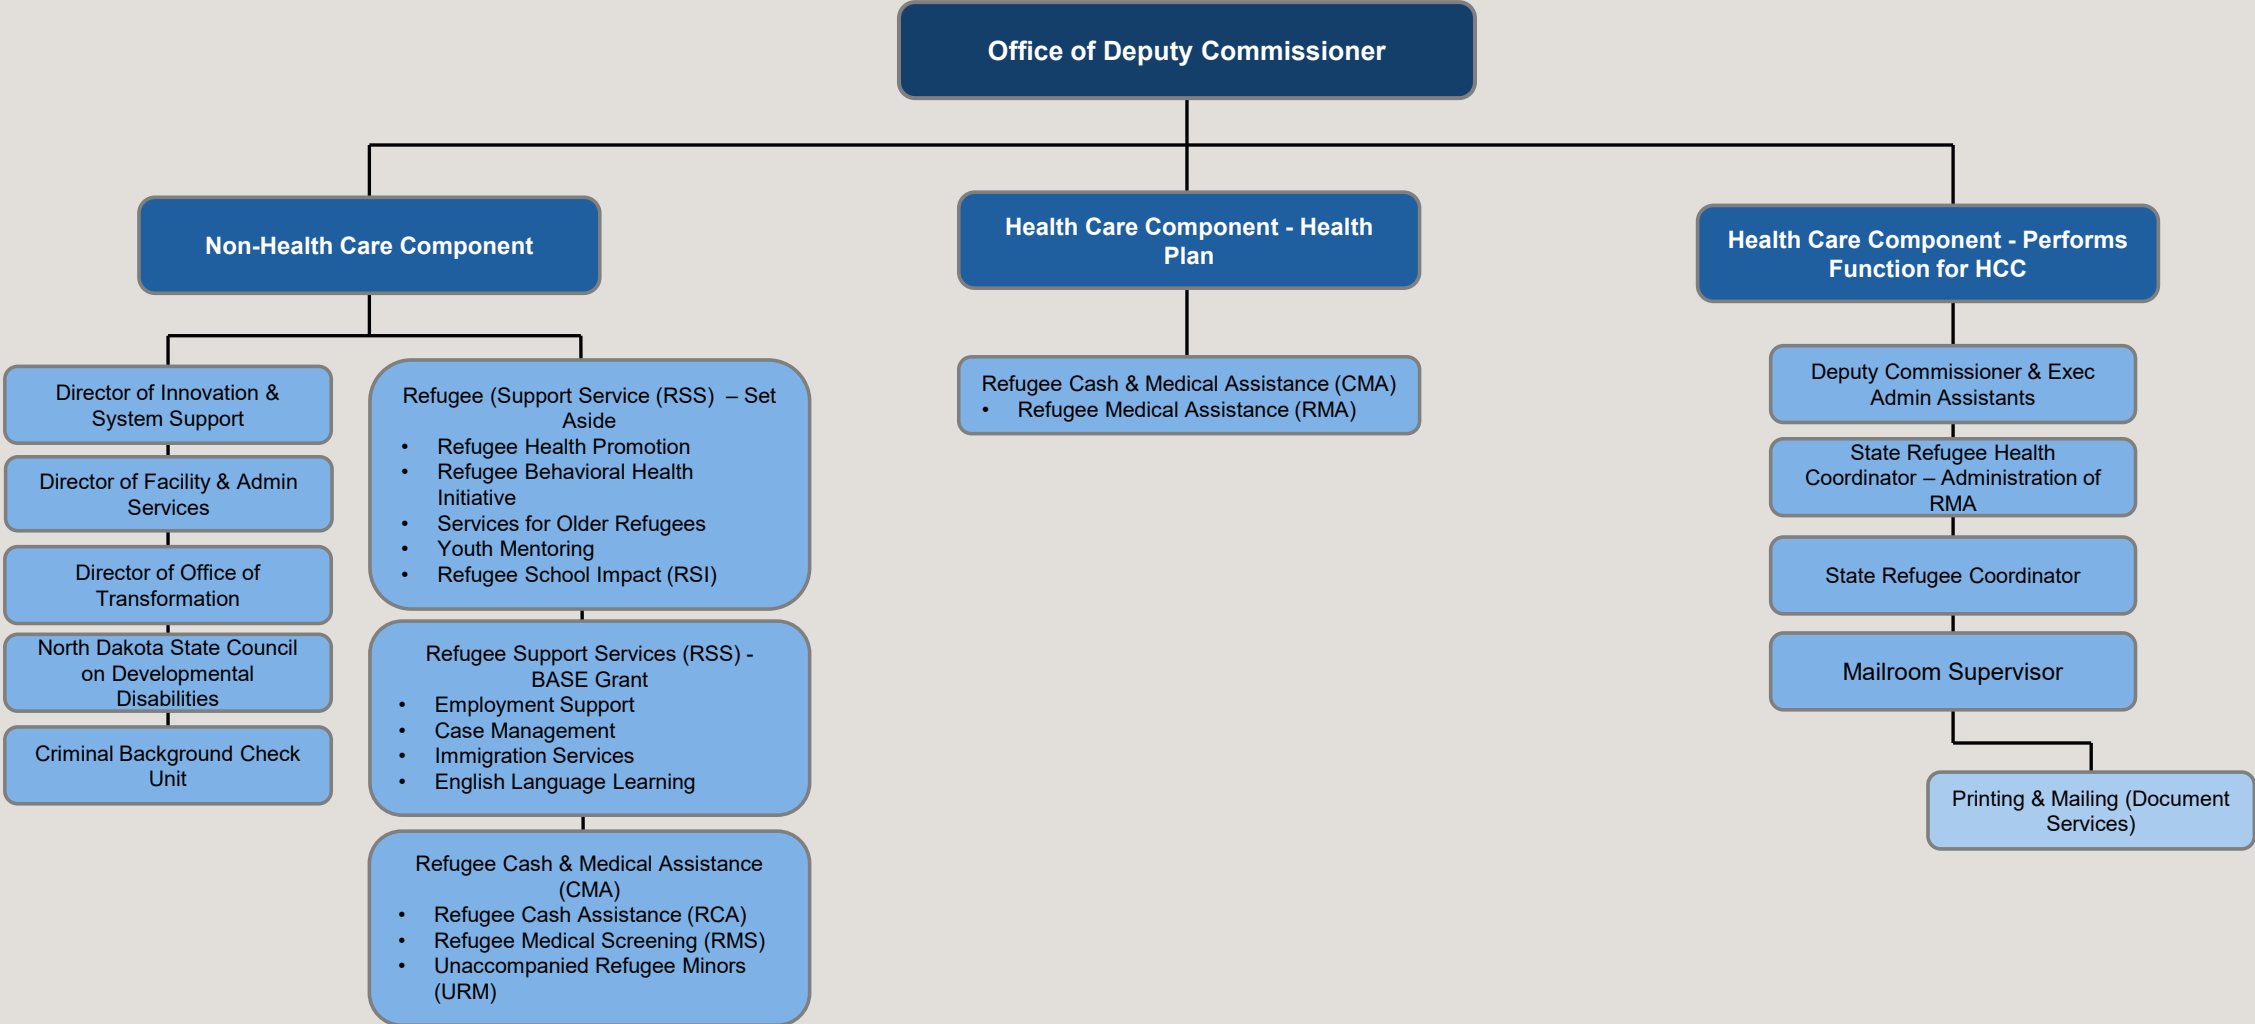 Office of Deputy Commissioner
Non-Health Care Component
Director of Innovation &
System Support
Director of Facility & Admin
Services
Director of Office of
Transformation
North Dakota State Council
on Developmental
Disabilities
Criminal Background Check
Unit
Refugee (Support Service (RSS) – Set
Aside
• Refugee Health Promotion
• Refugee Behavioral Health
Initiative
• Services for Older Refugees
• Youth Mentoring
• Refugee School Impact (RSI)
Refugee Support Services (RSS) -
BASE Grant
• Employment Support
• Case Management
• Immigration Services
• English Language Learning
Refugee Cash & Medical Assistance
(CMA)
• Refugee Cash Assistance (RCA)
• Refugee Medical Screening (RMS)
• Unaccompanied Refugee Minors
(URM)
Health Care Component - Health
Plan
Refugee Cash & Medical Assistance (CMA)
• Refugee Medical Assistance (RMA)
Health Care Component - Performs
Function for HCC
Deputy Commissioner & Exec
Admin Assistants
State Refugee Health
Coordinator – Administration of
RMA
State Refugee Coordinator
Mailroom Supervisor
Printing & Mailing (Document
Services)